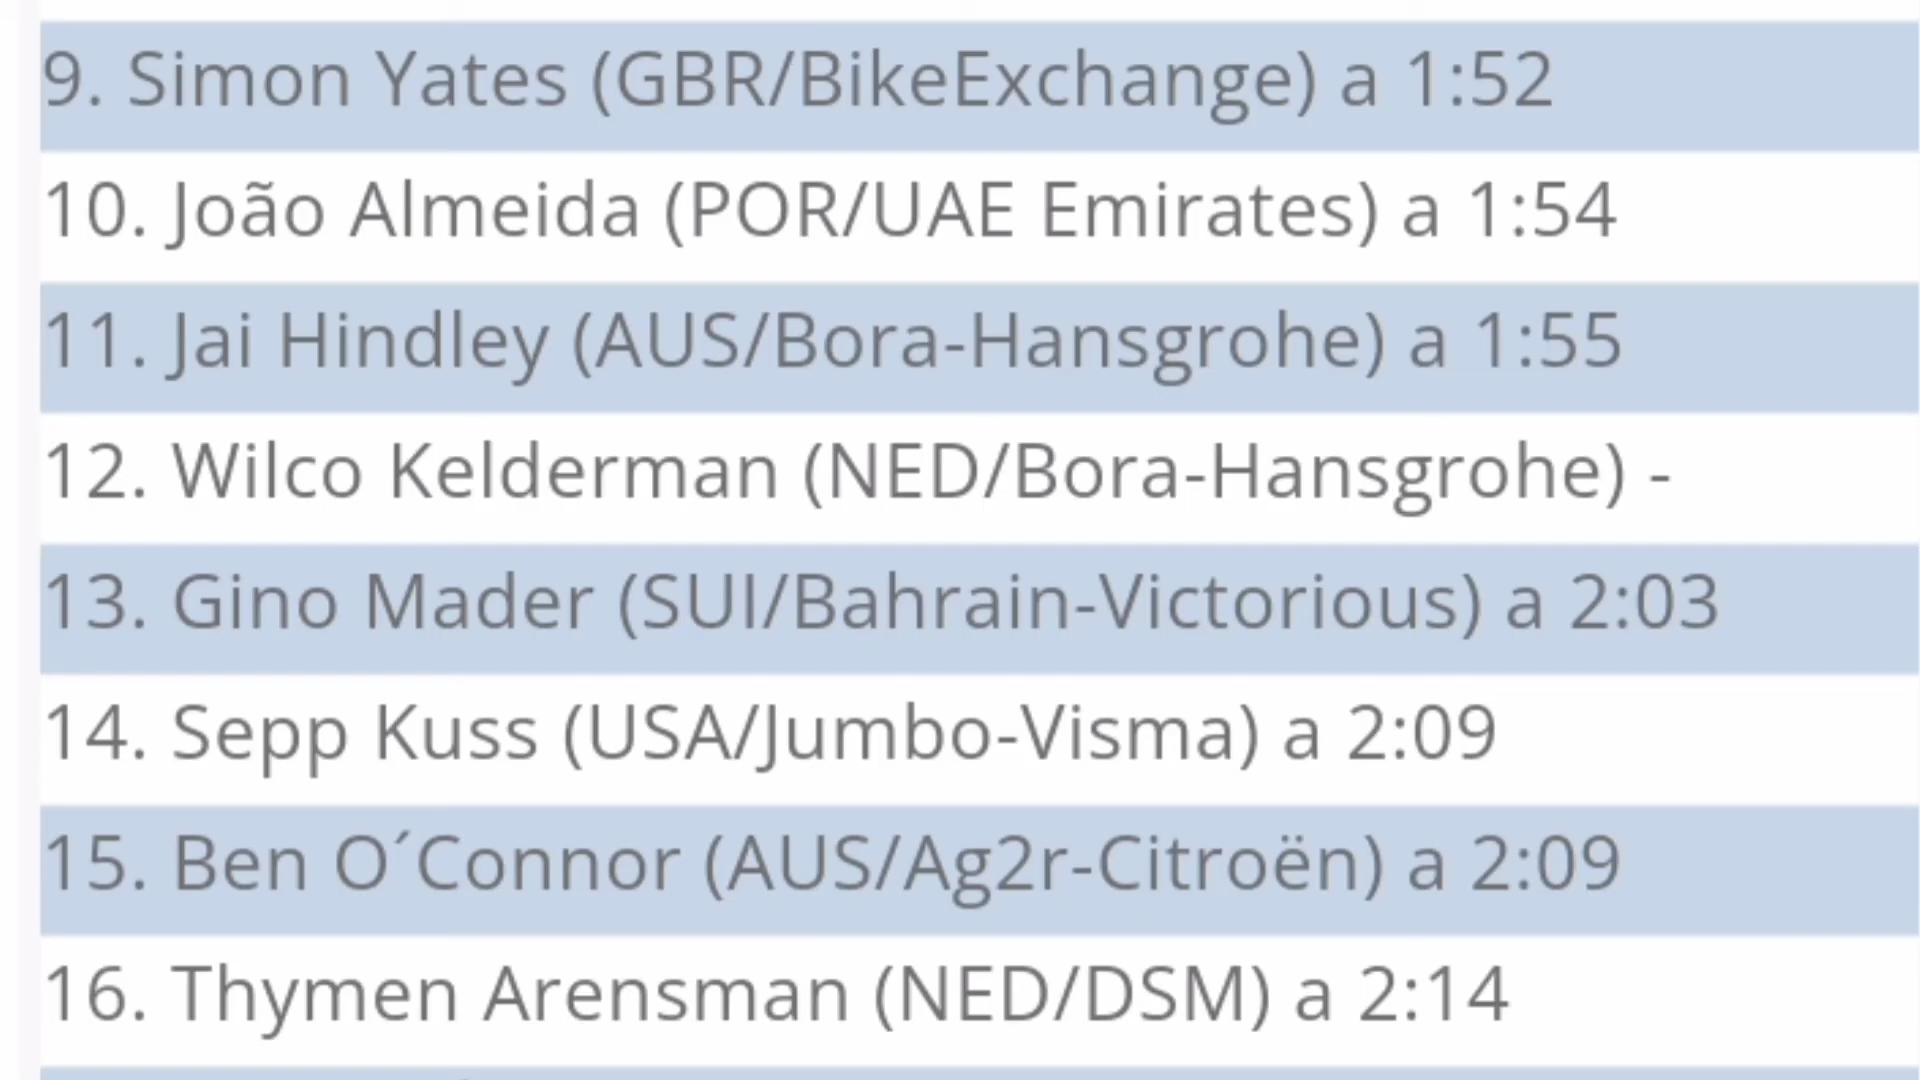 9. Simon Yates (GBR/BikeExchange) a 1:52
10. João Almeida (POR/UAE Emirates) a 1:54
11. Jai Hindley (AUS/Bora-Hansgrohe) a 1:55
12. Wilco Kelderman (NED/Bora-Hansgrohe) -
13. Gino Mader (SUI/Bahrain-Victorious) a 2:03
14. Sepp Kuss (USA/Jumbo-Visma) a 2:09
15. Ben O´Connor (AUS/Ag2r-Citroën) a 2:09
16. Thymen Arensman (NED/DSM) a 2:14